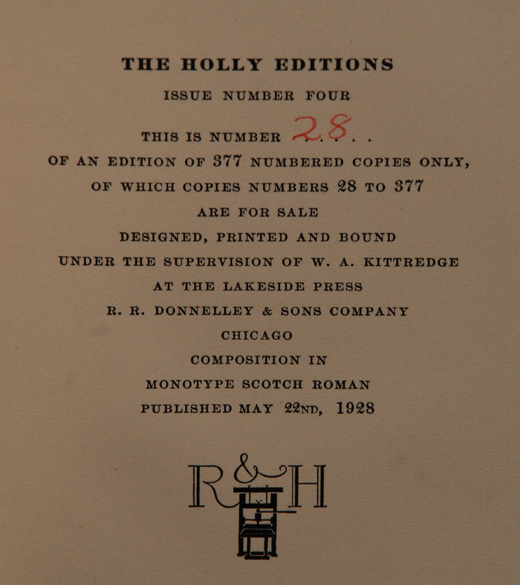 THE HOLLY EDITIONS
ISSUE NUMBER FOUR
THIS IS NUMBER 28. . . .
OF AN EDITION OF 377 NUMBERED COPIES ONLY,
OF WHICH COPIES NUMBERS 28 TO 377
ARE FOR SALE
DESIGNED, PRINTED AND BOUND
UNDER THE SUPERVISION OF W. A. KITTREDGE
AT THE LAKESIDE PRESS
R. R. DONNELLEY & SONS COMPANY
CHICAGO
COMPOSITION IN
MONOTYPE SCOTCH ROMAN
PUBLISHED MAY 22ND, 1928
R & H